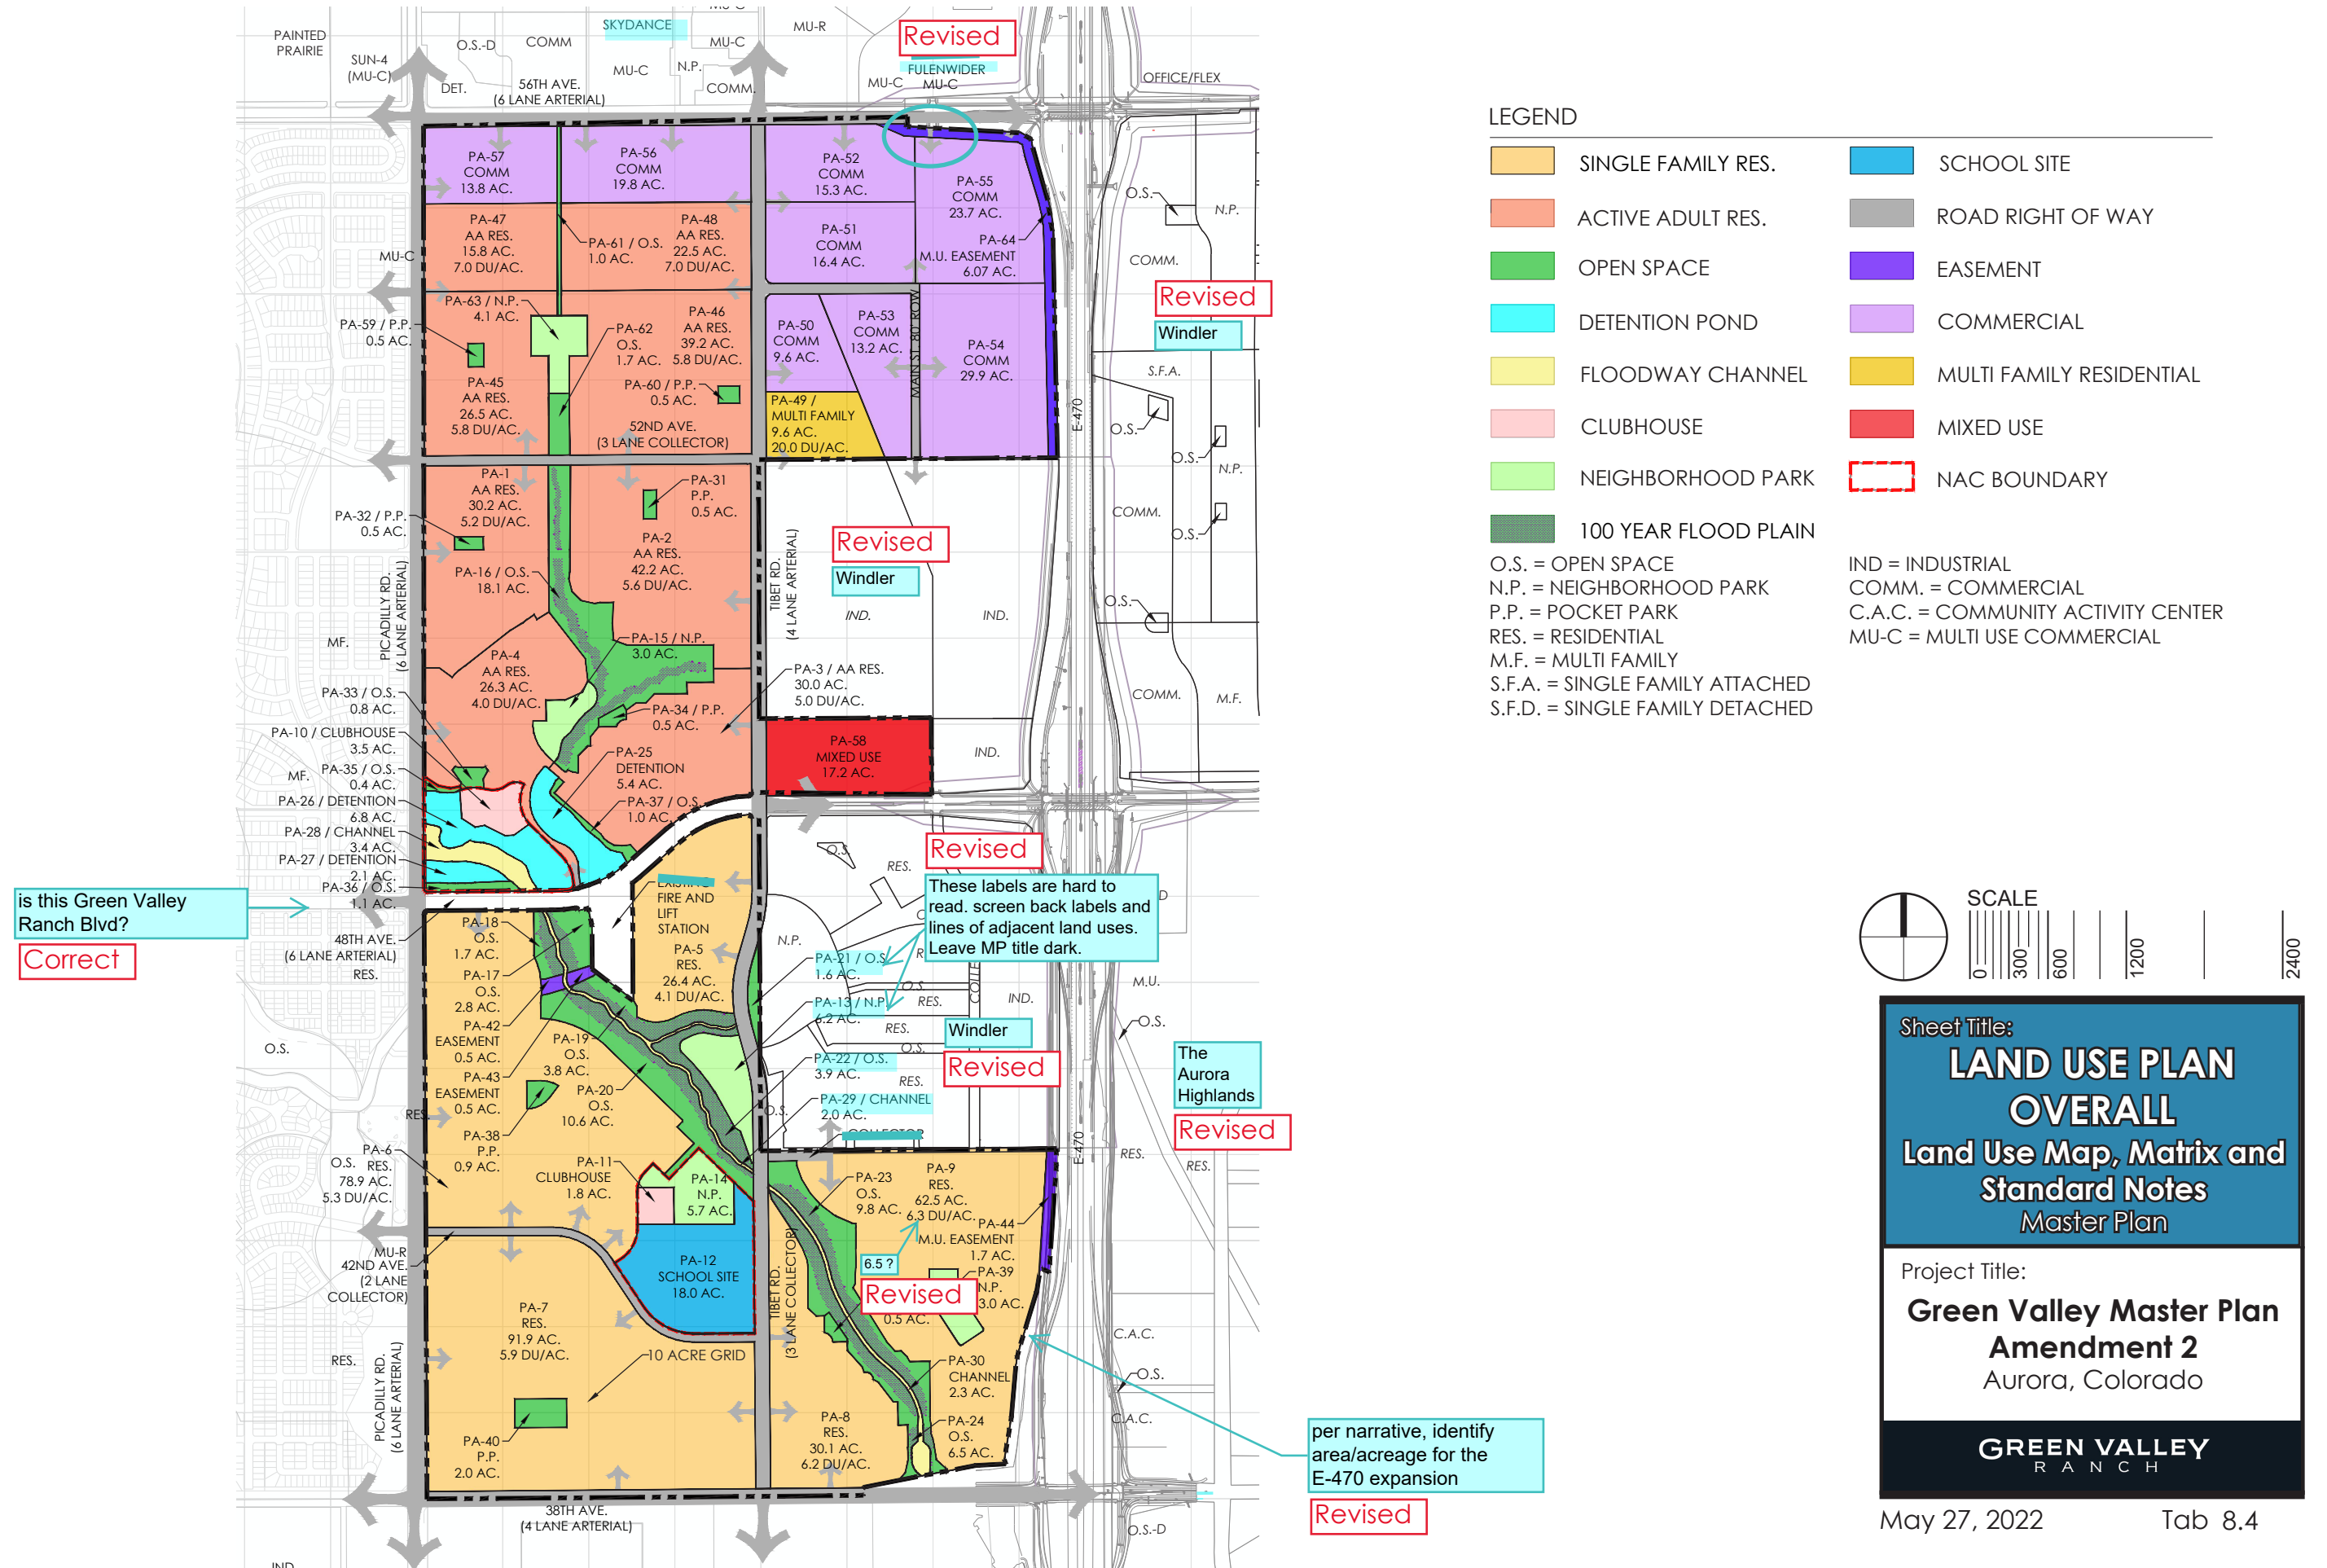 SKYDANCE
MU-R
Revised
PAINTED
PRAIRIE
O.S.-D
COMM
MU-C
SUN-4
(MU-C)
MU-C
N.P.
FULENWIDER
MU-C
MU-C
OFFICE/FLEX
DET.
56TH AVE.
(6 LANE ARTERIAL)
COMM.
PA-57
COMM
13.8 AC.
PA-56
COMM
19.8 AC.
PA-52
COMM
15.3 AC.
PA-55
COMM
23.7 AC.
O.S.
N.P.
PA-47
AA RES.
15.8 AC.
7.0 DU/AC.
PA-61 / O.S.
1.0 AC.
PA-48
AA RES.
22.5 AC.
7.0 DU/AC.
PA-51
COMM
16.4 AC.
PA-64
M.U. EASEMENT
6.07 AC.
MU-C
COMM.
Revised
Windler
PA-63 / N.P.
4.1 AC.
PA-59 / P.P.
0.5 AC.
PA-62
O.S.
1.7 AC.
PA-46
AA RES.
39.2 AC.
5.8 DU/AC.
PA-50
COMM
9.6 AC.
PA-53
COMM
13.2 AC.
MAIN ST. 80' ROW
PA-54
COMM
29.9 AC.
S.F.A.
PA-45
AA RES.
26.5 AC.
5.8 DU/AC.
PA-60 / P.P.
0.5 AC.
PA-49 /
MULTI FAMILY
9.6 AC.
20.0 DU/AC.
E-470
O.S.
52ND AVE.
(3 LANE COLLECTOR)
O.S.
N.P.
PA-1
AA RES.
30.2 AC.
5.2 DU/AC.
PA-31
P.P.
0.5 AC.
PA-32 / P.P.
0.5 AC.
COMM.
O.S.
PA-2
AA RES.
42.2 AC.
5.6 DU/AC.
Revised
Windler
TIBET RD.
(4 LANE ARTERIAL)
PICADILLY RD.
(6 LANE ARTERIAL)
PA-16 / O.S.
18.1 AC.
IND.
IND.
O.S.
MF.
PA-15 / N.P.
3.0 AC.
PA-4
AA RES.
26.3 AC.
4.0 DU/AC.
PA-3 / AA RES.
30.0 AC.
5.0 DU/AC.
COMM.
M.F.
PA-33 / O.S.
0.8 AC.
PA-34 / P.P.
0.5 AC.
PA-10 / CLUBHOUSE
3.5 AC.
PA-58
MIXED USE
17.2 AC.
IND.
PA-25
DETENTION
5.4 AC.
MF.
PA-35 / O.S.
0.4 AC.
PA-26 / DETENTION
6.8 AC.
PA-37 / O.S.
1.0 AC.
PA-28 / CHANNEL
3.4 AC.
PA-27 / DETENTION
2.1 AC.
PA-36 / O.S.
1.1 AC.
O.S.
RES.
Revised
These labels are hard to
read. screen back labels and
lines of adjacent land uses.
Leave MP title dark.
is this Green Valley
Ranch Blvd?
Correct
EXISTING
FIRE AND
LIFT
STATION
48TH AVE.
(6 LANE ARTERIAL)
RES.
PA-18
O.S.
1.7 AC.
PA-17
O.S.
2.8 AC.
PA-5
RES.
26.4 AC.
4.1 DU/AC.
N.P.
PA-21 / O.S.
1.6 AC.
O.S.
IND.
M.U.
PA-13 / N.P.
6.2 AC.
RES.
RES.
O.S.
Windler
Revised
O.S.
PA-42
EASEMENT
0.5 AC.
PA-19
O.S.
3.8 AC.
O.S.
PA-22 / O.S.
3.9 AC.
RES.
The
Aurora
Highlands
Revised
PA-43
EASEMENT
0.5 AC.
PA-20
O.S.
10.6 AC.
PA-29 / CHANNEL
2.0 AC.
O.S.
COLLECTOR
RES.
PA-38
P.P.
0.9 AC.
E-470
RES.
RES.
PA-6
RES.
78.9 AC.
5.3 DU/AC.
O.S.
PA-11
CLUBHOUSE
1.8 AC.
PA-14
N.P.
5.7 AC.
PA-23
O.S.
9.8 AC.
PA-9
RES.
62.5 AC.
6.3 DU/AC.
PA-44
M.U. EASEMENT
1.7 AC.
6.5 ?
Revised
0.5 AC.
PA-39
N.P.
3.0 AC.
MU-R
42ND AVE.
(2 LANE
COLLECTOR)
PA-12
SCHOOL SITE
18.0 AC.
TIBET RD.
(3 LANE COLLECTOR)
PA-7
RES.
91.9 AC.
5.9 DU/AC.
10 ACRE GRID
RES.
C.A.C.
PICADILLY RD.
(6 LANE ARTERIAL)
PA-30
CHANNEL
2.3 AC.
O.S.
PA-8
RES.
30.1 AC.
6.2 DU/AC.
PA-24
O.S.
6.5 AC.
C.A.C.
PA-40
P.P.
2.0 AC.
per narrative, identify
area/acreage for the
E-470 expansion
Revised
38TH AVE.
(4 LANE ARTERIAL)
O.S.-D
IND
LEGEND
SINGLE FAMILY RES.
ACTIVE ADULT RES.
OPEN SPACE
DETENTION POND
FLOODWAY CHANNEL
CLUBHOUSE
NEIGHBORHOOD PARK
100 YEAR FLOOD PLAIN
SCHOOL SITE
ROAD RIGHT OF WAY
EASEMENT
COMMERCIAL
MULTI FAMILY RESIDENTIAL
MIXED USE
NAC BOUNDARY
O.S. = OPEN SPACE
N.P. = NEIGHBORHOOD PARK
P.P. = POCKET PARK
RES. = RESIDENTIAL
M.F. = MULTI FAMILY
S.F.A. = SINGLE FAMILY ATTACHED
S.F.D. = SINGLE FAMILY DETACHED
IND = INDUSTRIAL
COMM. = COMMERCIAL
C.A.C. = COMMUNITY ACTIVITY CENTER
MU-C = MULTI USE COMMERCIAL
SCALE
0
300
600
1200
2400
Sheet Title:
LAND USE PLAN
OVERALL
Land Use Map, Matrix and
Standard Notes
Master Plan
Project Title:
Green Valley Master Plan
Amendment 2
Aurora, Colorado
GREEN VALLEY
RANCH
May 27, 2022
Tab 8.4